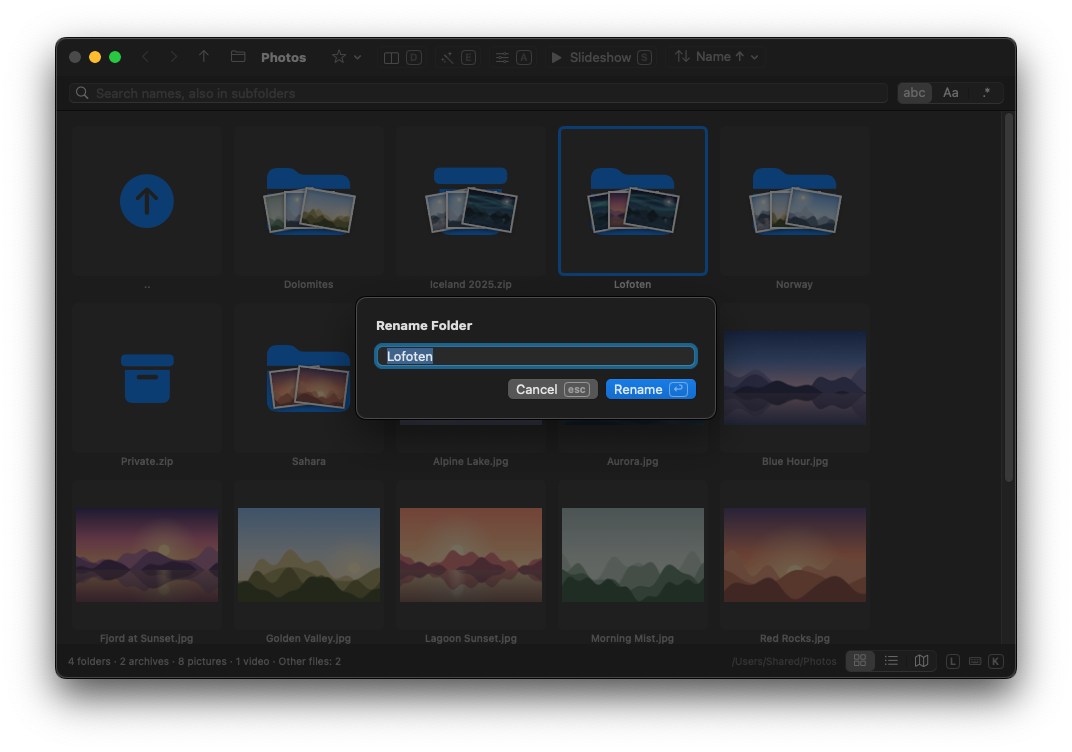 Photos D E A Slideshow S Name
Search names, also in subfolders abc Aa .*
.. Dolomites Iceland 2025.zip Lofoten Norway
Rename Folder
Lofoten
Cancel esc Rename
Private.zip Sahara Alpine Lake.jpg Aurora.jpg Blue Hour.jpg
Fjord at Sunset.jpg Golden Valley.jpg Lagoon Sunset.jpg Morning Mist.jpg Red Rocks.jpg
4 folders · 2 archives · 8 pictures · 1 video · Other files: 2 /Users/Shared/Photos L K